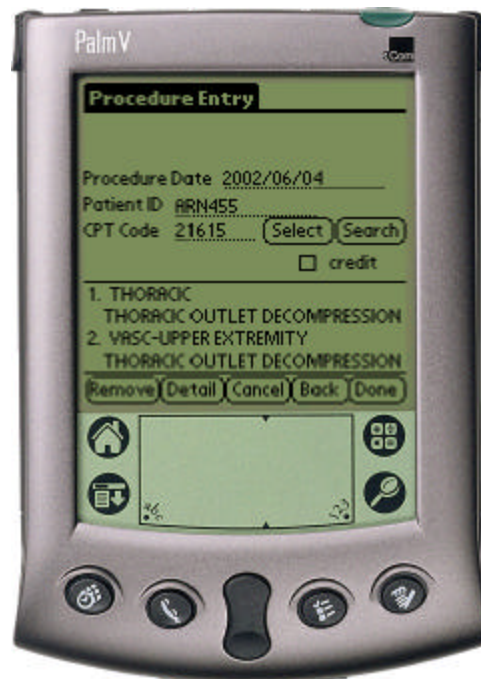 Palm V
3Com
Procedure Entry
Procedure Date 2002/06/04
Patient ID ARN455
CPT Code 21615 Select Search
credit
1. THORACIC
THORACIC OUTLET DECOMPRESSION
2. VASC-UPPER EXTREMITY
THORACIC OUTLET DECOMPRESSION
Remove Detail Cancel Back Done